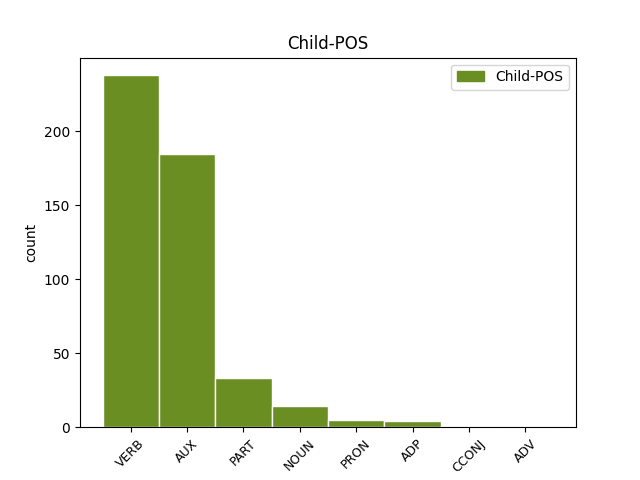 Child-POS
Child-POS
200
150
100
50
0
count
VERB
AUX
PART
NOUN
PRON
ADP
CCONJ
ADV